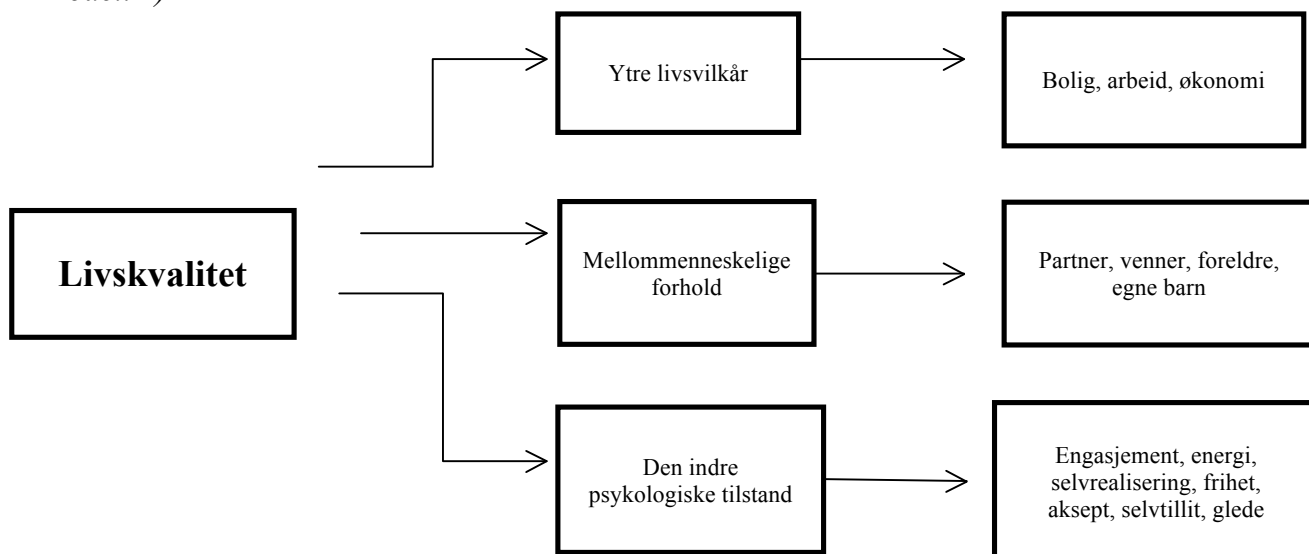 Ytre livsvilkår
Bolig, arbeid, økonomi
Livskvalitet
Mellommenneskelige
forhold
Partner, venner, foreldre,
egne barn
Den indre
psykologiske tilstand
Engasjement, energi,
selvrealisering, frihet,
aksept, selvtillit, glede